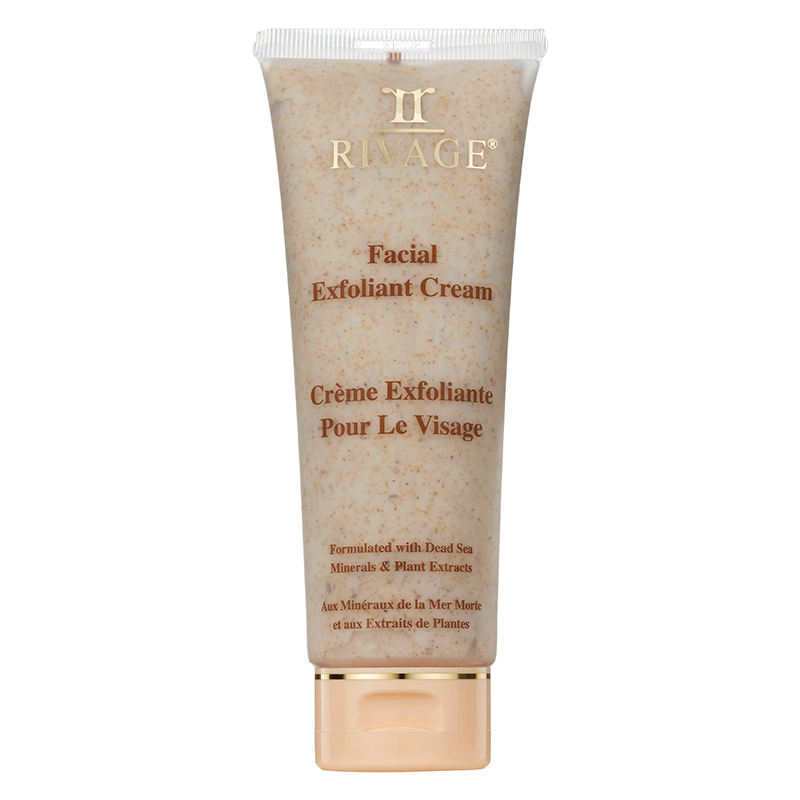 RIVAGE®
Facial
Exfoliant Cream
Crème Exfoliante
Pour Le Visage
Formulated with Dead Sea
Minerals & Plant Extracts
Aux Minéraux de la Mer Morte
et aux Extraits de Plantes